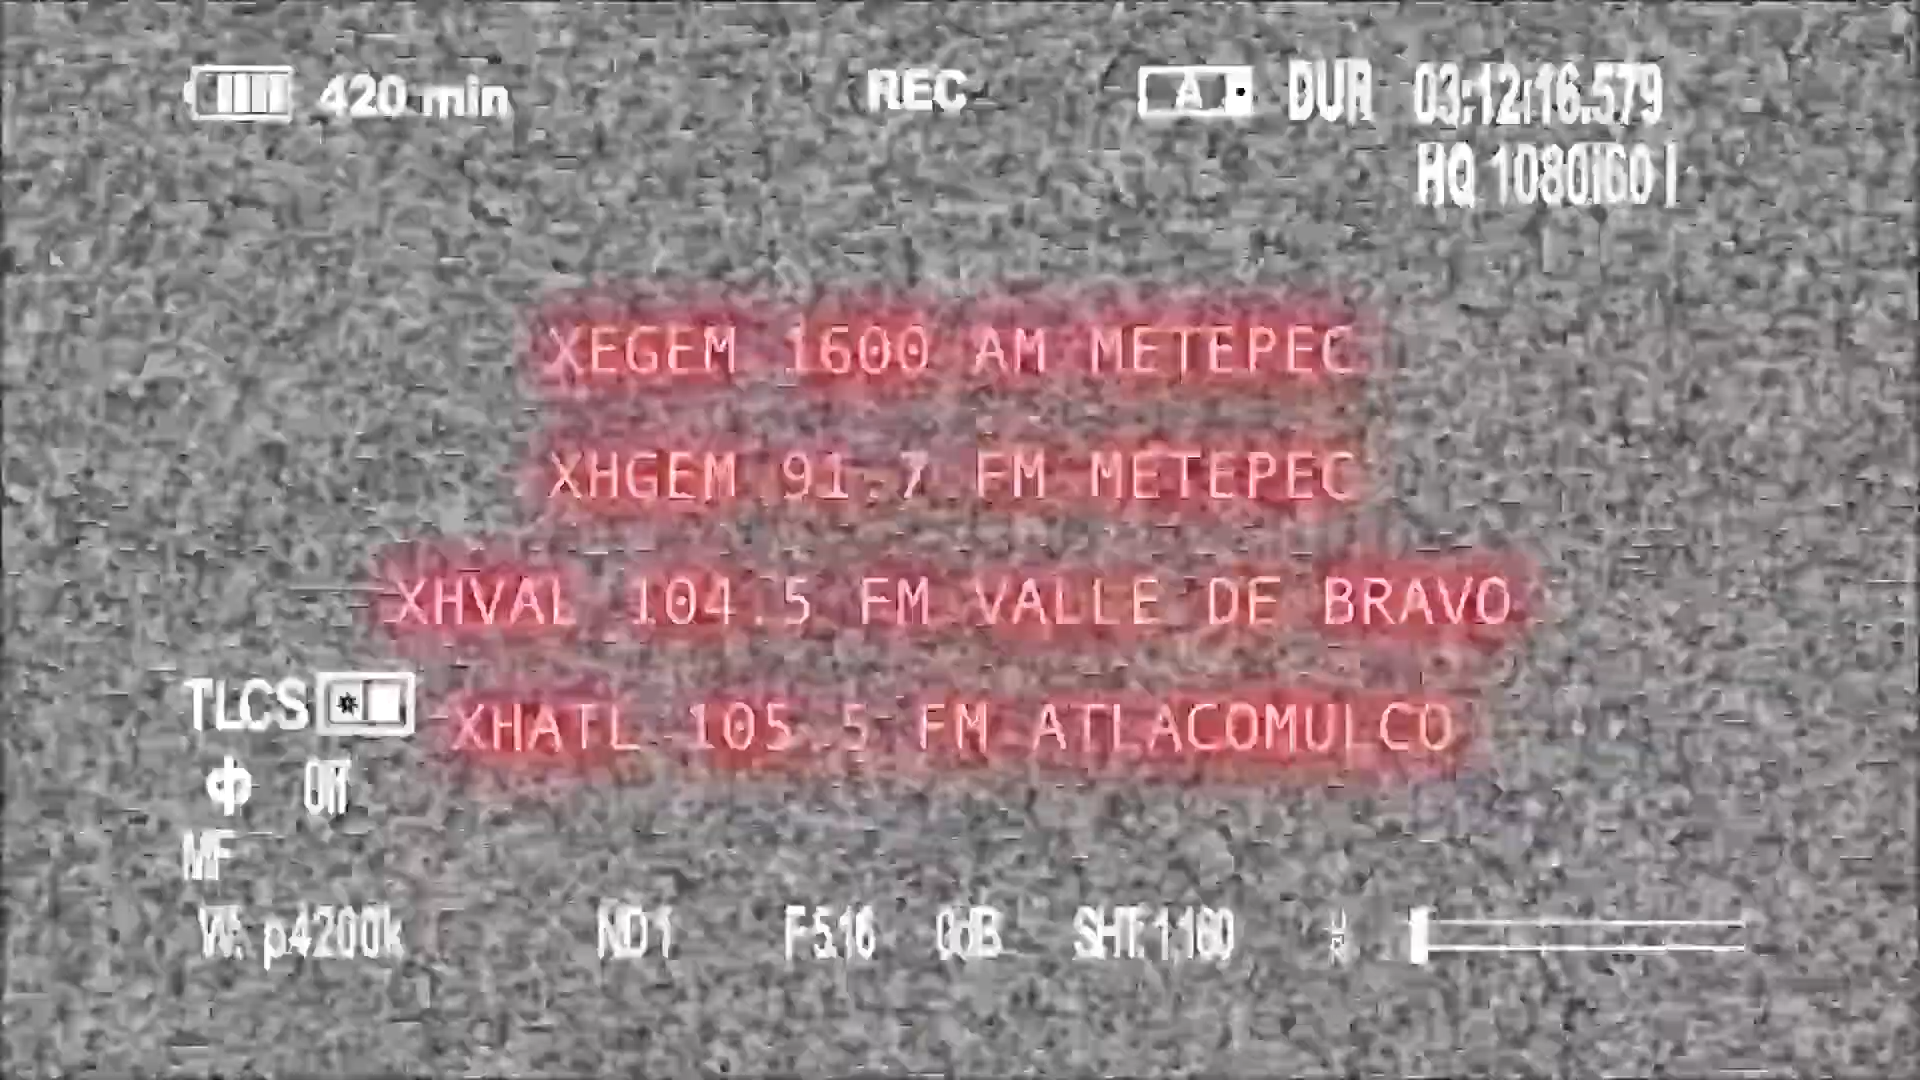 420 min
REC
A
DUR 03:12:16.579
HQ 1080i60
XEGEM 1600 AM METEPEC
XHGEM 91.7 FM METEPEC
XHVAL 104.5 FM VALLE DE BRAVO
XHATL 105.5 FM ATLACOMULCO
TLCS
Off
MF
W: p4200k
ND1
F5.16
0dB
SHT: 1.160